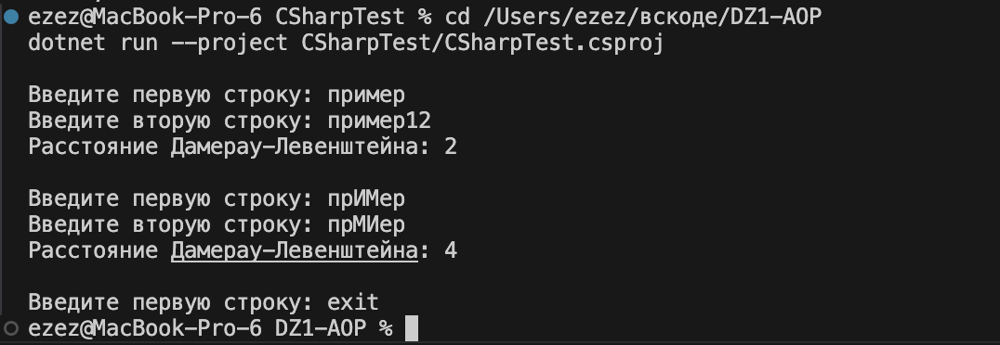 ezez@MacBook-Pro-6 CSharpTest % cd /Users/ezez/вскоде/DZ1-AOP
dotnet run --project CSharpTest/CSharpTest.csproj
Введите первую строку: пример
Введите вторую строку: пример12
Расстояние Дамерау-Левенштейна: 2
Введите первую строку: прИМер
Введите вторую строку: прМИер
Расстояние Дамерау-Левенштейна: 4
Введите первую строку: exit
ezez@MacBook-Pro-6 DZ1-AOP %